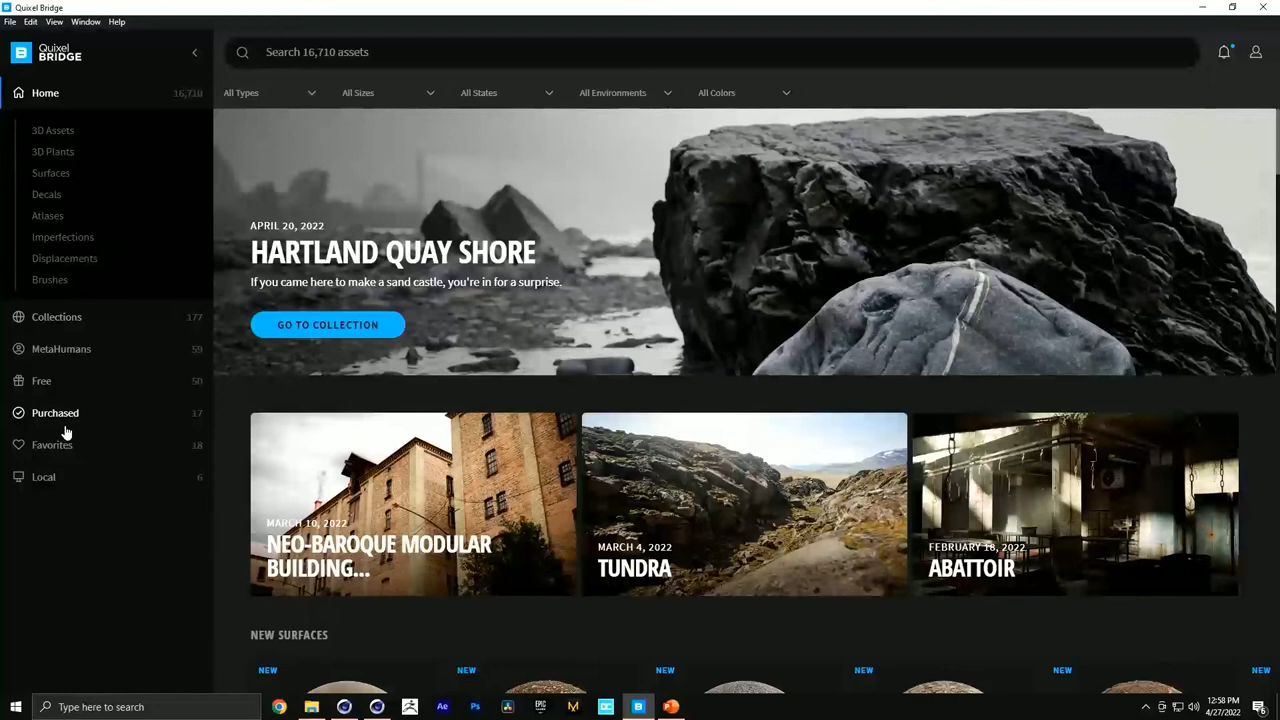 Quixel Bridge
File Edit View Window Help
Quixel
BRIDGE
Search 16,710 assets
Home 16,710
All Types All Sizes All States All Environments All Colors
3D Assets
3D Plants
Surfaces
Decals
Atlases
Imperfections
Displacements
Brushes
APRIL 20, 2022
HARTLAND QUAY SHORE
If you came here to make a sand castle, you're in for a surprise.
GO TO COLLECTION
Collections 177
MetaHumans 59
Free 50
Purchased 17
Favorites 18
Local 6
MARCH 10, 2022
NEO-BAROQUE MODULAR
BUILDING...
MARCH 4, 2022
TUNDRA
FEBRUARY 18, 2022
ABATTOIR
NEW SURFACES
NEW NEW NEW NEW NEW NEW
Type here to search
12:58 PM
4/27/2022